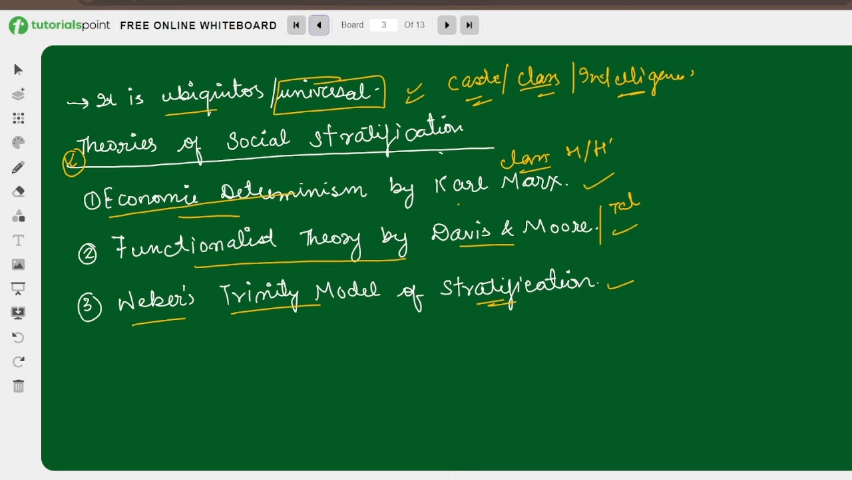 tutorialspoint FREE ONLINE WHITEBOARD Board 3 Of 13
→ It is ubiquitos / universal. Caste / class / Intelligence
Theories of Social Stratification
class H/H'
① Economic Determinism by Karl Marx.
② Functionalist Theory by Davis & Moore.
③ Weber's Trinity Model of Stratification.